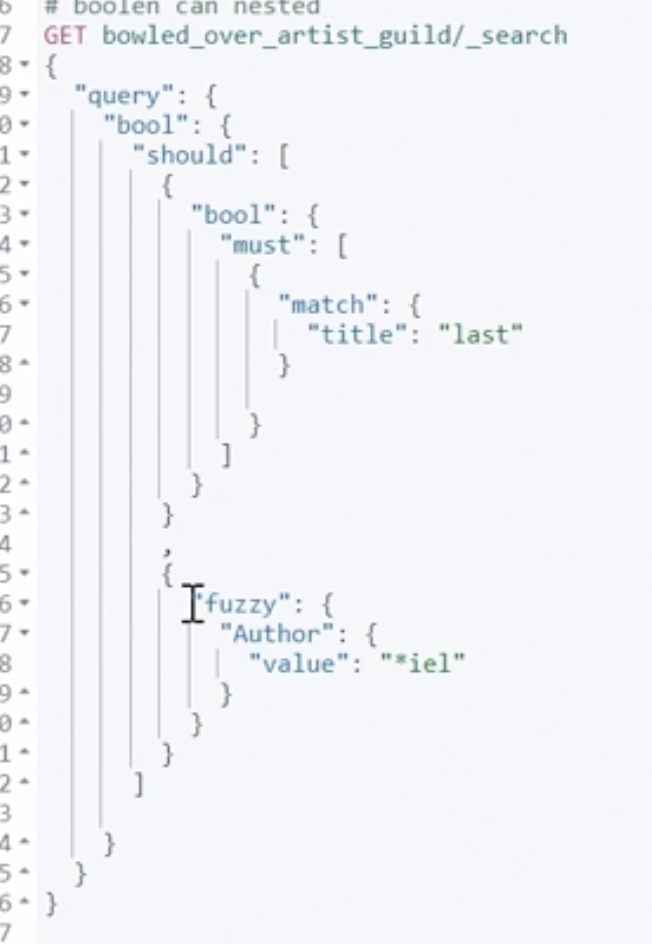 6 # boolen can nested
7 GET bowled_over_artist_guild/_search
8 {
9 "query": {
0 "bool": {
1 "should": [
2 {
3 "bool": {
4 "must": [
5 {
6 "match": {
7 "title": "last"
8 }
9
0 }
1 ]
2 }
3 }
4 ,
5 {
6 "fuzzy": {
7 "Author": {
8 "value": "*iel"
9 }
0 }
1 }
2 ]
3
4 }
5 }
6 }
7